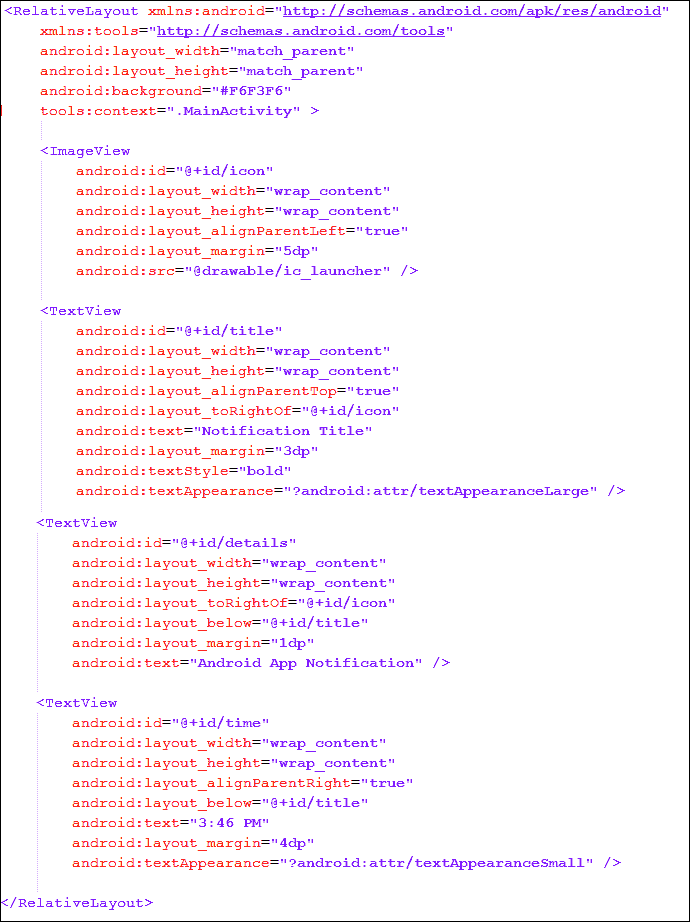 <RelativeLayout xmlns:android="http://schemas.android.com/apk/res/android"
    xmlns:tools="http://schemas.android.com/tools"
    android:layout_width="match_parent"
    android:layout_height="match_parent"
    android:background="#F6F3F6"
    tools:context=".MainActivity" >
    <ImageView
        android:id="@+id/icon"
        android:layout_width="wrap_content"
        android:layout_height="wrap_content"
        android:layout_alignParentLeft="true"
        android:layout_margin="5dp"
        android:src="@drawable/ic_launcher" />
    <TextView
        android:id="@+id/title"
        android:layout_width="wrap_content"
        android:layout_height="wrap_content"
        android:layout_alignParentTop="true"
        android:layout_toRightOf="@+id/icon"
        android:text="Notification Title"
        android:layout_margin="3dp"
        android:textStyle="bold"
        android:textAppearance="?android:attr/textAppearanceLarge" />
    <TextView
        android:id="@+id/details"
        android:layout_width="wrap_content"
        android:layout_height="wrap_content"
        android:layout_toRightOf="@+id/icon"
        android:layout_below="@+id/title"
        android:layout_margin="1dp"
        android:text="Android App Notification" />
    <TextView
        android:id="@+id/time"
        android:layout_width="wrap_content"
        android:layout_height="wrap_content"
        android:layout_alignParentRight="true"
        android:layout_below="@+id/title"
        android:text="3:46 PM"
        android:layout_margin="4dp"
        android:textAppearance="?android:attr/textAppearanceSmall" />
</RelativeLayout>